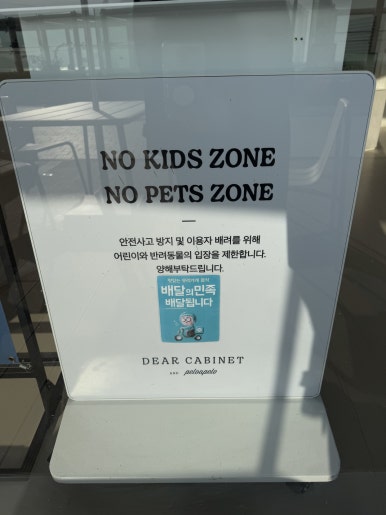 NO KIDS ZONE
NO PETS ZONE
안전사고 방지 및 이용자 배려를 위해
어린이와 반려동물의 입장을 제한합니다.
양해부탁드립니다.
배달의민족
배달됩니다
DEAR CABINET